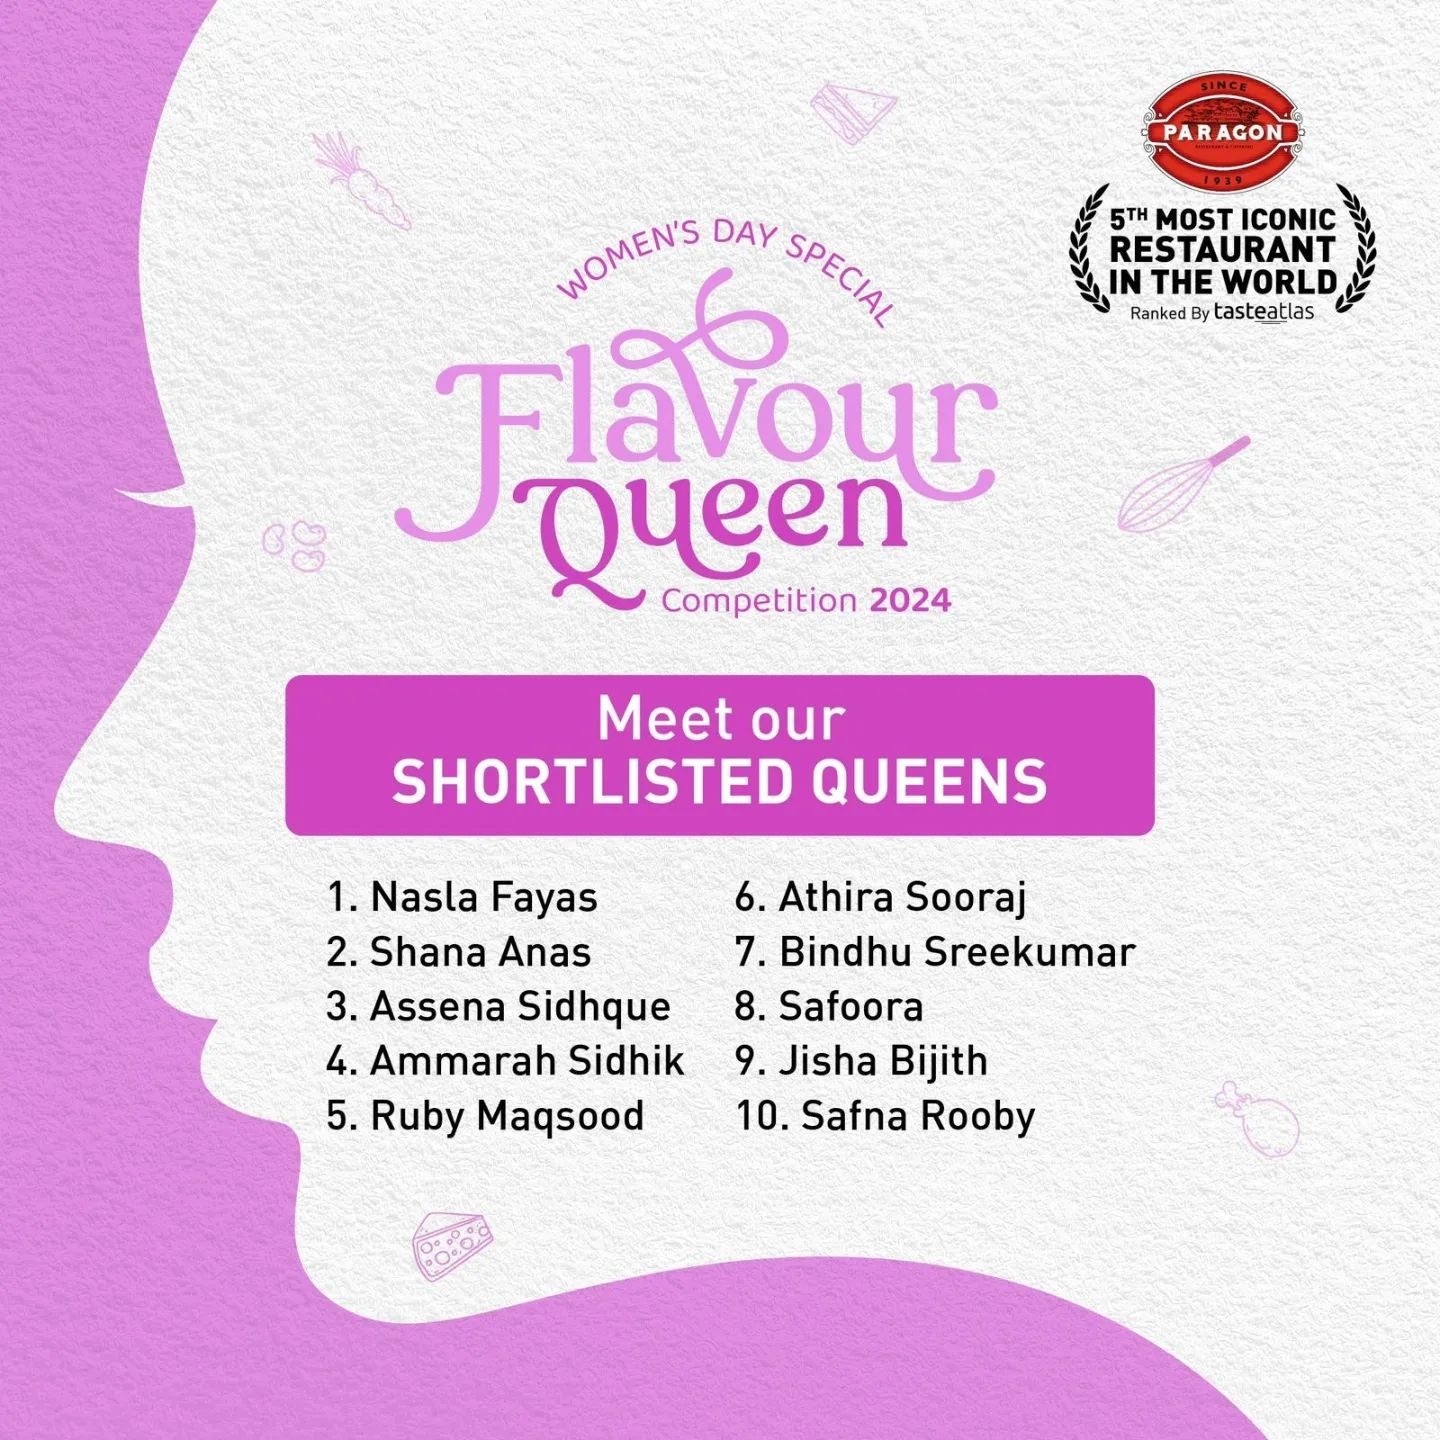 SINCE
PARAGON
RESTAURANT & CATERING
1939
5TH MOST ICONIC
RESTAURANT
IN THE WORLD
Ranked By tasteatlas
WOMEN'S DAY SPECIAL
Flavour
Queen
Competition 2024
Meet our
SHORTLISTED QUEENS
1. Nasla Fayas
2. Shana Anas
3. Assena Sidhque
4. Ammarah Sidhik
5. Ruby Maqsood
6. Athira Sooraj
7. Bindhu Sreekumar
8. Safoora
9. Jisha Bijith
10. Safna Rooby